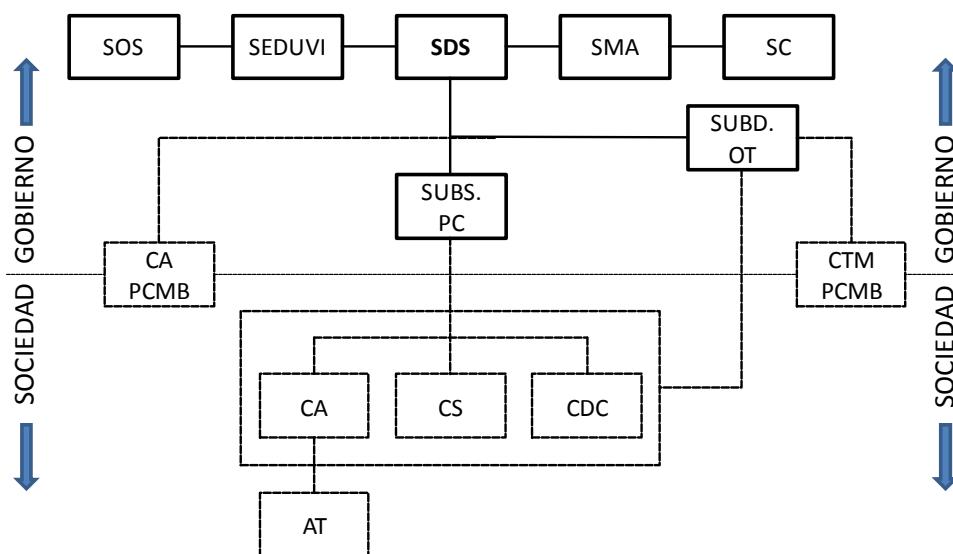 SOS
SEDUVI
SDS
SMA
SC
GOBIERNO
SUBD.
OT
GOBIERNO
SUBS.
PC
CA
PCMB
CTM
PCMB
SOCIEDAD
SOCIEDAD
CA
CS
CDC
AT